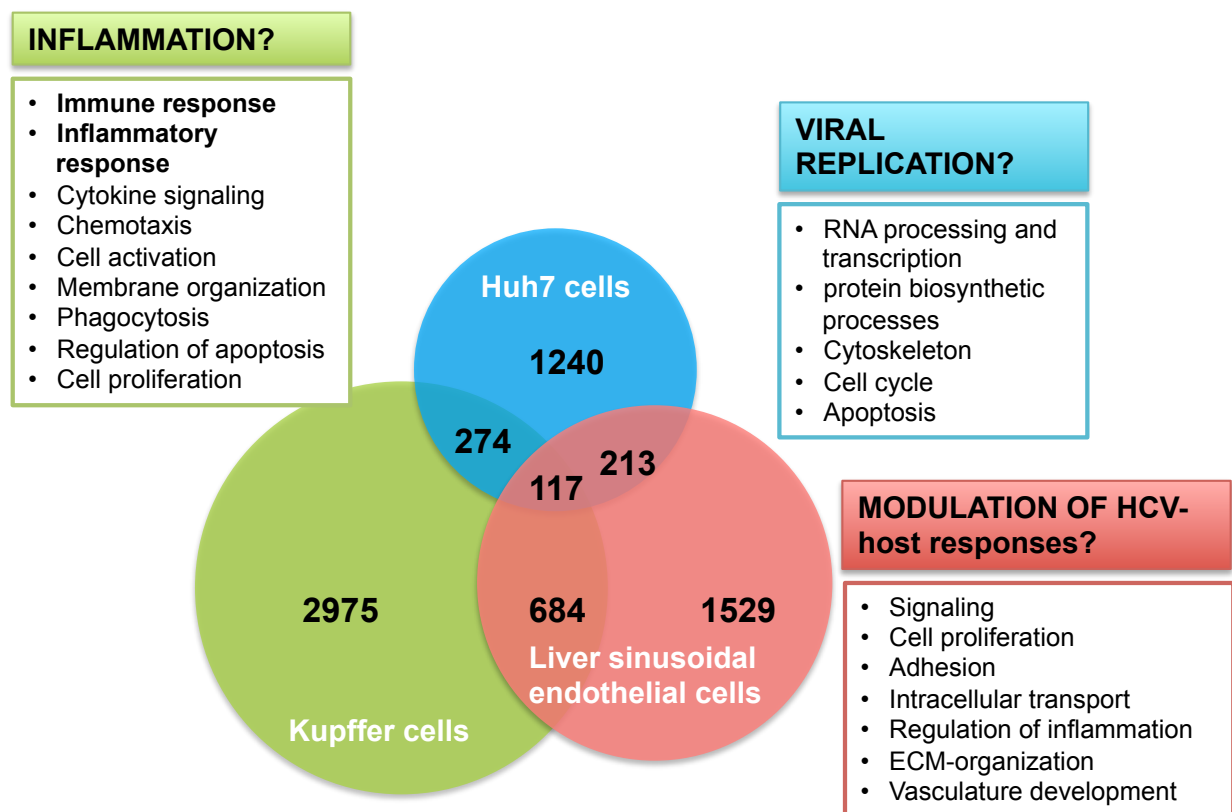 INFLAMMATION?
• Immune response
• Inflammatory
response
• Cytokine signaling
• Chemotaxis
• Cell activation
• Membrane organization
• Phagocytosis
• Regulation of apoptosis
• Cell proliferation
VIRAL
REPLICATION?
• RNA processing and
transcription
• protein biosynthetic
processes
• Cytoskeleton
• Cell cycle
• Apoptosis
Huh7 cells
1240
274
213
117
2975
684
1529
Liver sinusoidal
endothelial cells
Kupffer cells
MODULATION OF HCV-
host responses?
• Signaling
• Cell proliferation
• Adhesion
• Intracellular transport
• Regulation of inflammation
• ECM-organization
• Vasculature development